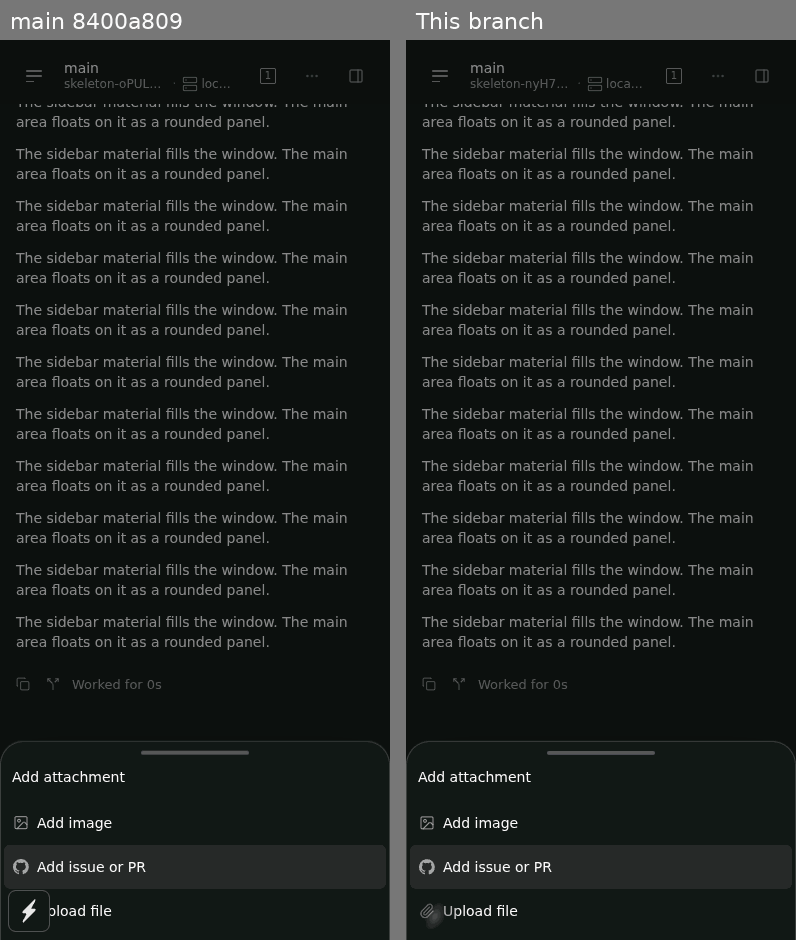 main 8400a809
main
skeleton-oPUL... · loc...
1
The sidebar material fills the window. The main
area floats on it as a rounded panel.
The sidebar material fills the window. The main
area floats on it as a rounded panel.
The sidebar material fills the window. The main
area floats on it as a rounded panel.
The sidebar material fills the window. The main
area floats on it as a rounded panel.
The sidebar material fills the window. The main
area floats on it as a rounded panel.
The sidebar material fills the window. The main
area floats on it as a rounded panel.
The sidebar material fills the window. The main
area floats on it as a rounded panel.
The sidebar material fills the window. The main
area floats on it as a rounded panel.
The sidebar material fills the window. The main
area floats on it as a rounded panel.
The sidebar material fills the window. The main
area floats on it as a rounded panel.
The sidebar material fills the window. The main
area floats on it as a rounded panel.
Worked for 0s
Add attachment
Add image
Add issue or PR
pload file
This branch
main
skeleton-nyH7... · loca...
1
The sidebar material fills the window. The main
area floats on it as a rounded panel.
The sidebar material fills the window. The main
area floats on it as a rounded panel.
The sidebar material fills the window. The main
area floats on it as a rounded panel.
The sidebar material fills the window. The main
area floats on it as a rounded panel.
The sidebar material fills the window. The main
area floats on it as a rounded panel.
The sidebar material fills the window. The main
area floats on it as a rounded panel.
The sidebar material fills the window. The main
area floats on it as a rounded panel.
The sidebar material fills the window. The main
area floats on it as a rounded panel.
The sidebar material fills the window. The main
area floats on it as a rounded panel.
The sidebar material fills the window. The main
area floats on it as a rounded panel.
The sidebar material fills the window. The main
area floats on it as a rounded panel.
Worked for 0s
Add attachment
Add image
Add issue or PR
Upload file